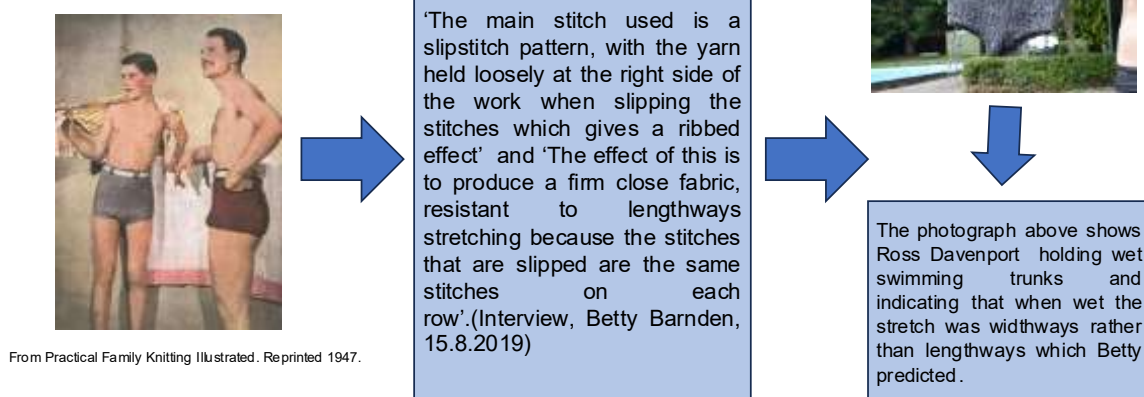 ‘The main stitch used is a
slipstitch pattern, with the yarn
held loosely at the right side of
the work when slipping the
stitches which gives a ribbed
effect’ and ‘The effect of this is
to produce a firm close fabric,
resistant to lengthways
stretching because the stitches
that are slipped are the same
stitches on each
row’.(Interview, Betty Barnden,
15.8.2019)
From Practical Family Knitting Illustrated. Reprinted 1947.
The photograph above shows
Ross Davenport holding wet
swimming trunks and
indicating that when wet the
stretch was widthways rather
than lengthways which Betty
predicted.